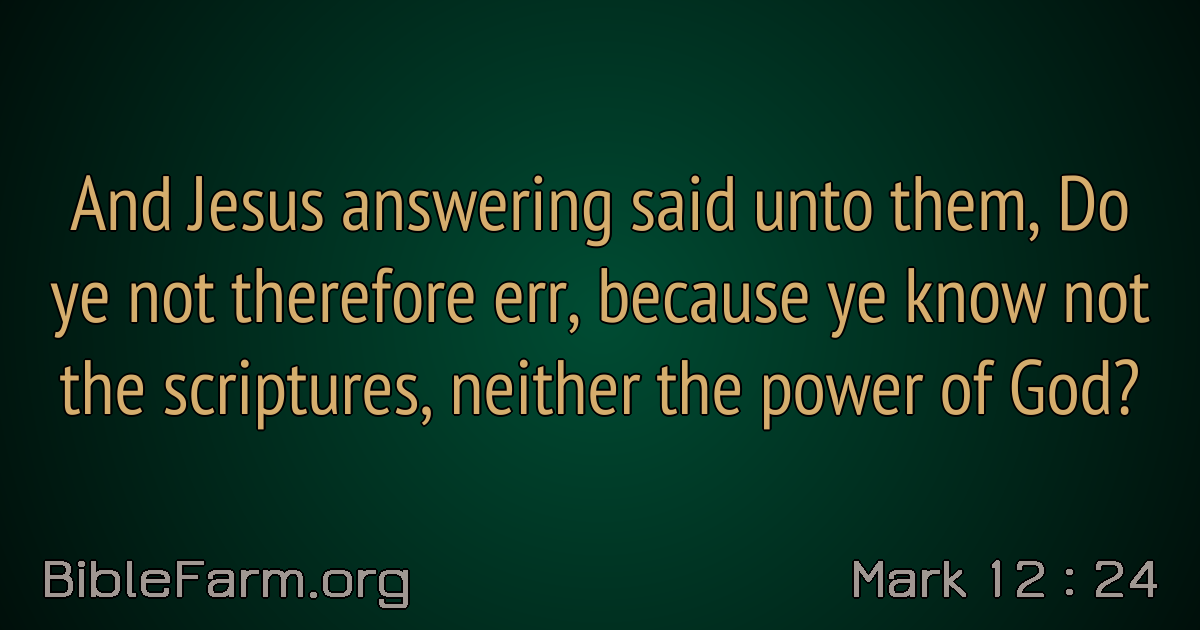 And Jesus answering said unto them, Do
ye not therefore err, because ye know not
the scriptures, neither the power of God?
BibleFarm.org
Mark 12 : 24